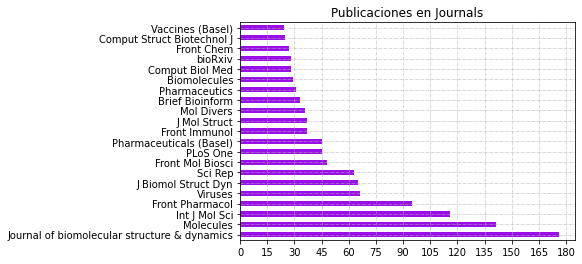 Publicaciones en Journals
Vaccines (Basel)
Comput Struct Biotechnol J
Front Chem
bioRxiv
Comput Biol Med
Biomolecules
Pharmaceutics
Brief Bioinform
Mol Divers
J Mol Struct
Front Immunol
Pharmaceuticals (Basel)
PLoS One
Front Mol Biosci
Sci Rep
J Biomol Struct Dyn
Viruses
Front Pharmacol
Int J Mol Sci
Molecules
Journal of biomolecular structure & dynamics
0 15 30 45 60 75 90 105 120 135 150 165 180